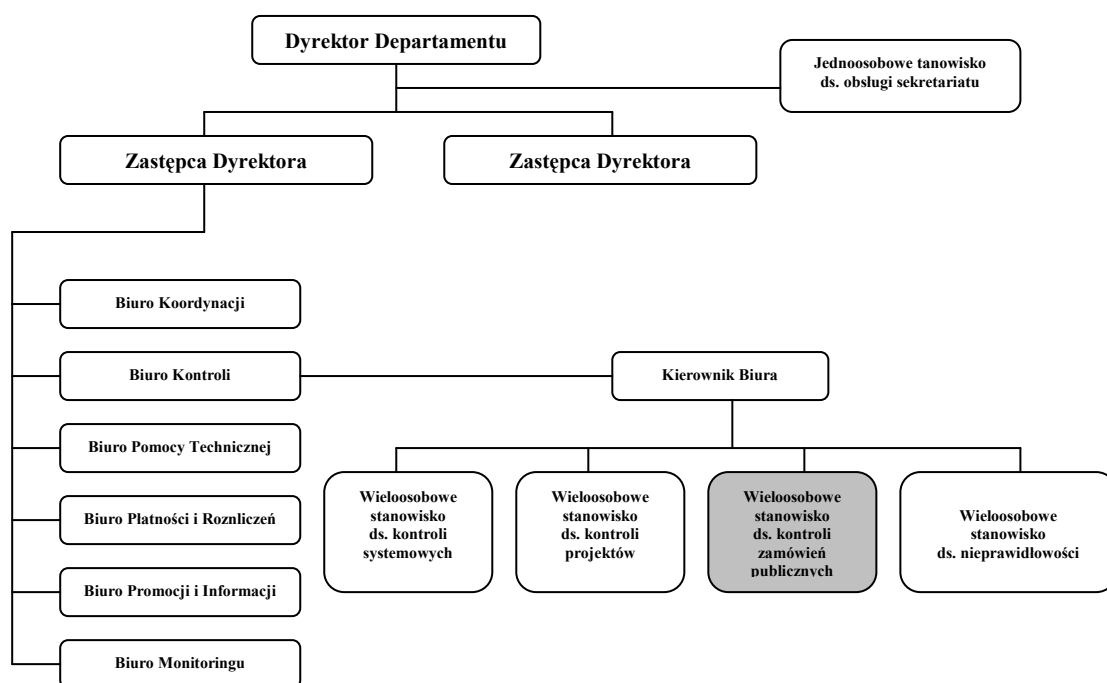 Dyrektor Departamentu
Jednoosobowe tanowisko
ds. obsługi sekretariatu
Zastępca Dyrektora
Zastępca Dyrektora
Biuro Koordynacji
Biuro Kontroli
Kierownik Biura
Biuro Pomocy Technicznej
Biuro Płatności i Roznliczeń
Biuro Promocji i Informacji
Biuro Monitoringu
Wieloosobowe
stanowisko
ds. kontroli
systemowych
Wieloosobowe
stanowisko
ds. kontroli
projektów
Wieloosobowe
stanowisko
ds. kontroli
zamówień
publicznych
Wieloosobowe
stanowisko
ds. nieprawidłowości